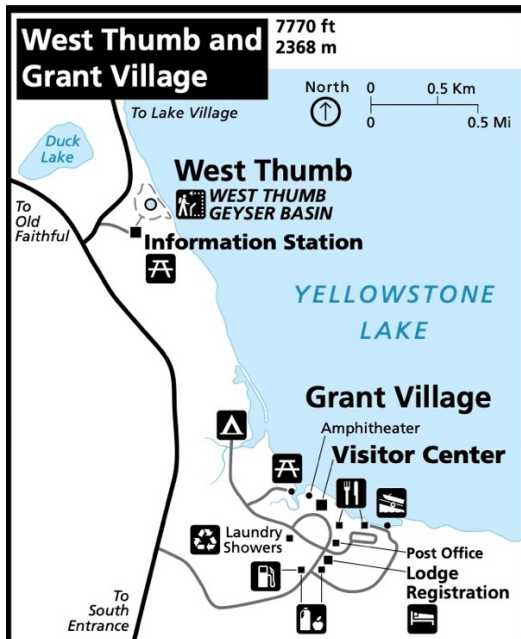 West Thumb and
Grant Village
7770 ft
2368 m
North
0
0.5 Km
0
0.5 Mi
To Lake Village
Duck
Lake
West Thumb
WEST THUMB
GEYSER BASIN
To
Old
Faithful
Information Station
YELLOWSTONE
LAKE
Grant Village
Amphitheater
Visitor Center
Laundry
Showers
Post Office
Lodge
Registration
To
South
Entrance